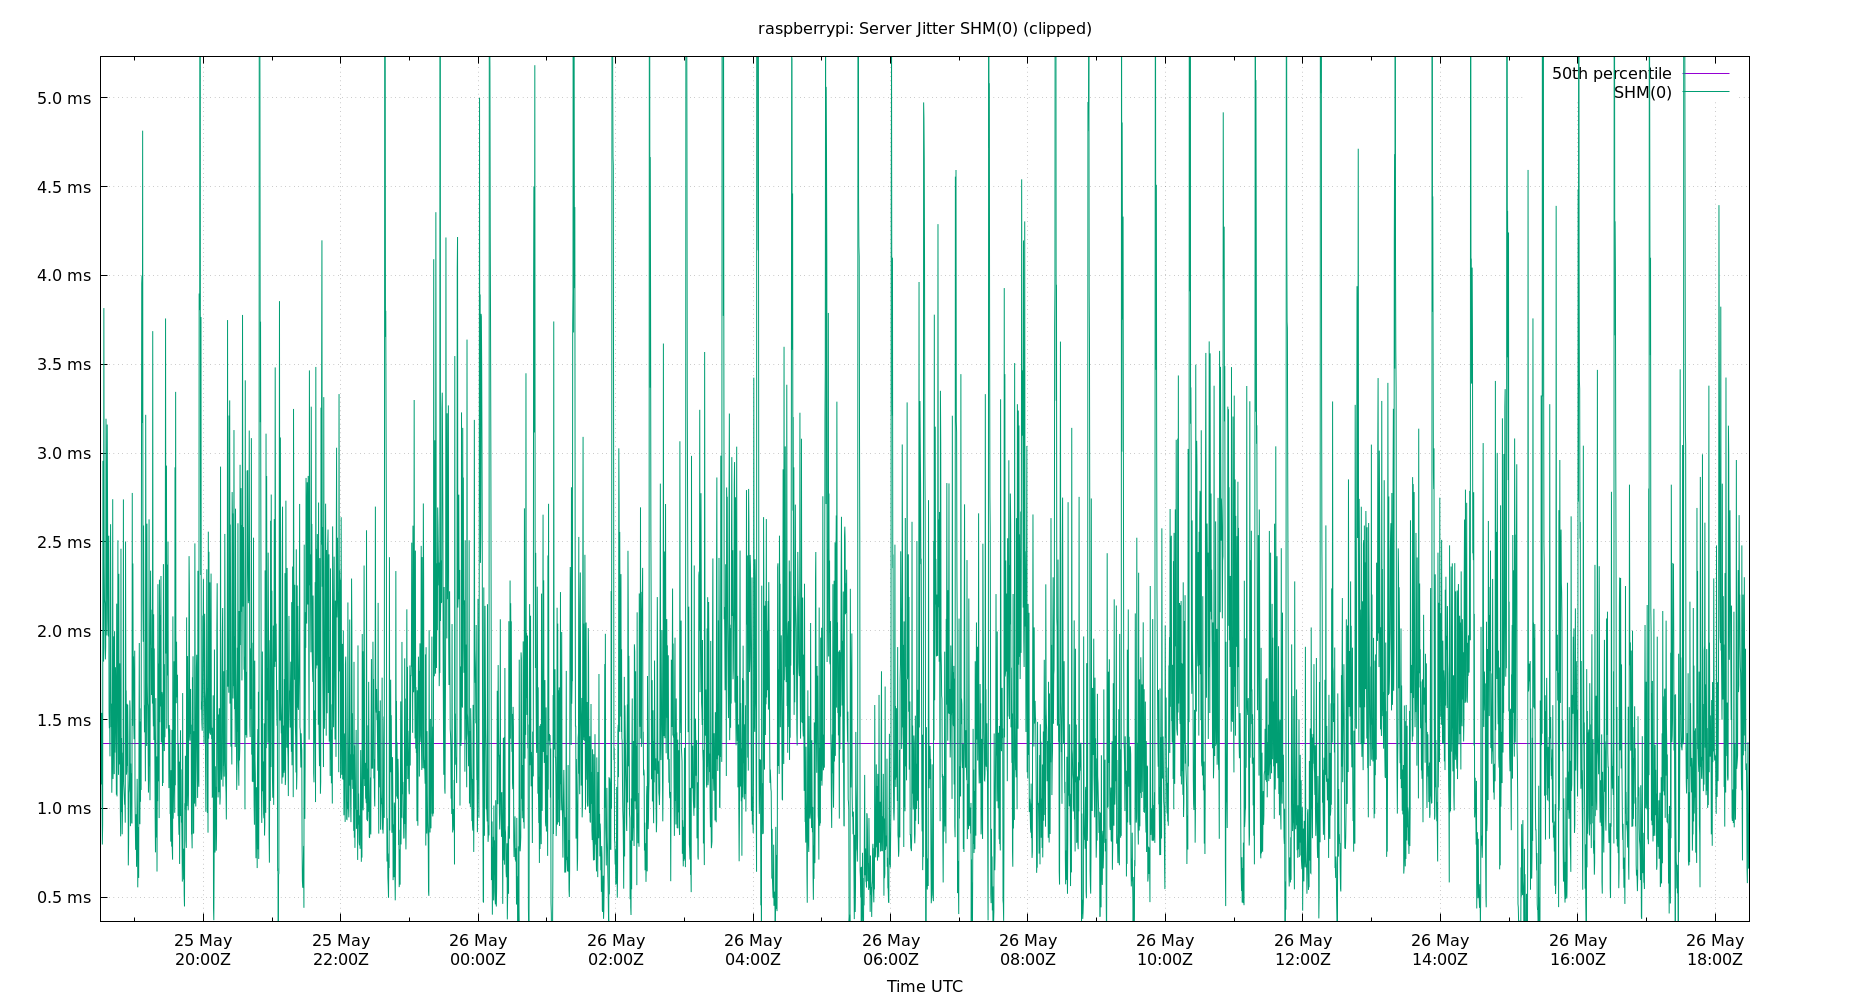 raspberrypi: Server Jitter SHM(0) (clipped)
50th percentile
SHM(0)
5.0 ms
4.5 ms
4.0 ms
3.5 ms
3.0 ms
2.5 ms
2.0 ms
1.5 ms
1.0 ms
0.5 ms
25 May 25 May 26 May 26 May 26 May 26 May 26 May 26 May 26 May 26 May 26 May 26 May
20:00Z 22:00Z 00:00Z 02:00Z 04:00Z 06:00Z 08:00Z 10:00Z 12:00Z 14:00Z 16:00Z 18:00Z
Time UTC